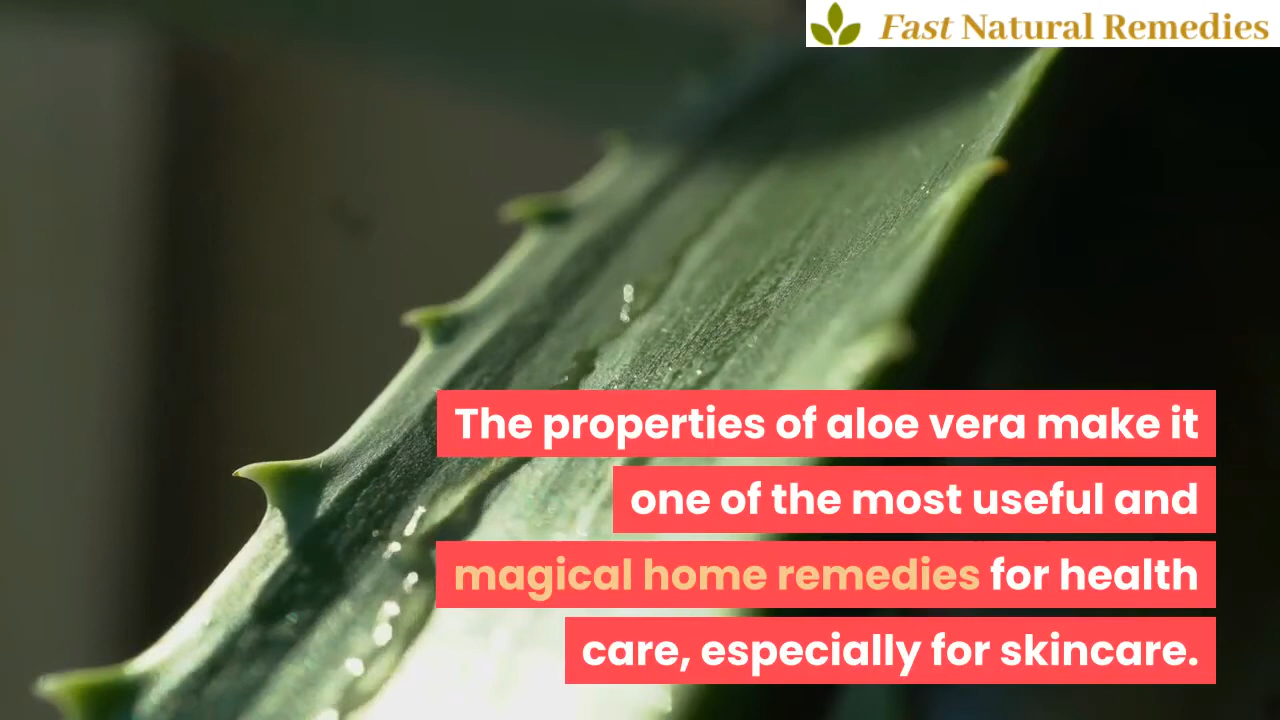 Fast Natural Remedies
The properties of aloe vera make it
one of the most useful and
magical home remedies for health
care, especially for skincare.